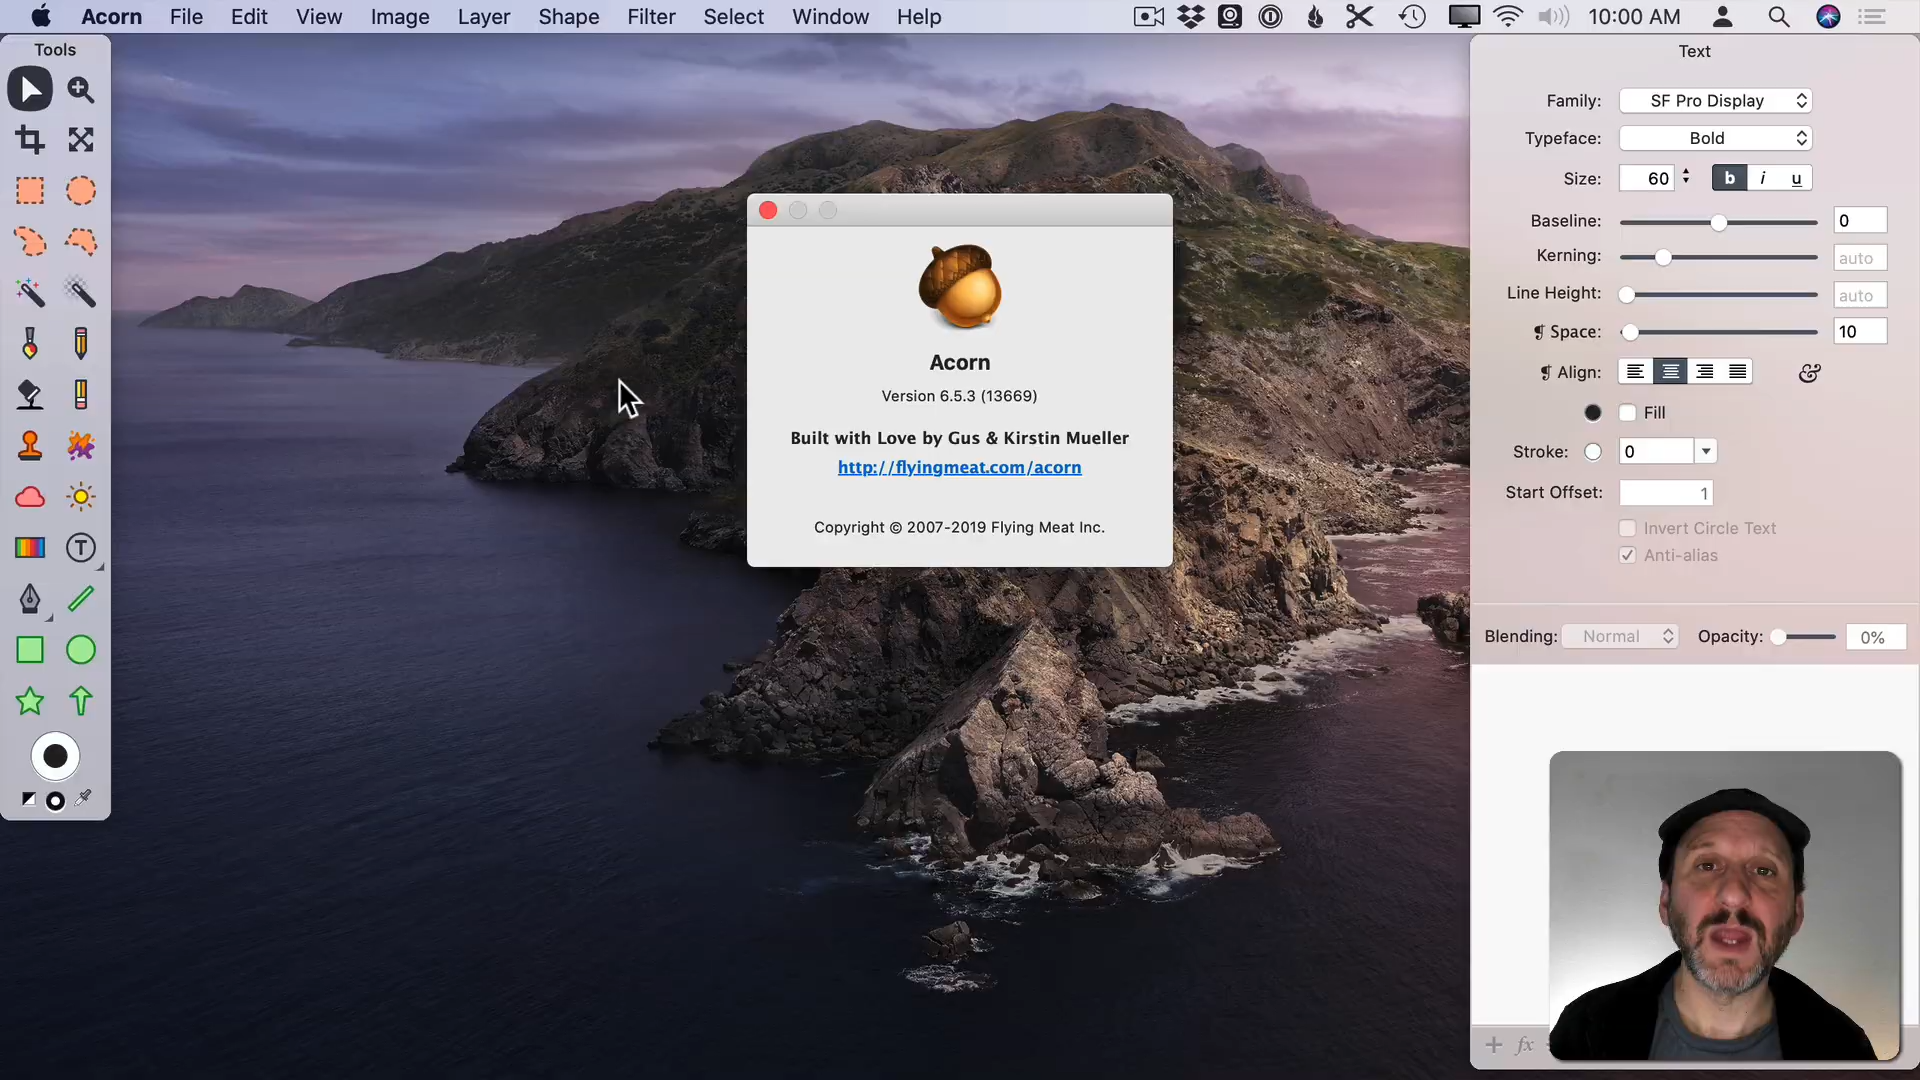 Acorn File Edit View Image Layer Shape Filter Select Window Help 10:00 AM
Tools
T
Acorn
Version 6.5.3 (13669)
Built with Love by Gus & Kirstin Mueller
http://flyingmeat.com/acorn
Copyright © 2007-2019 Flying Meat Inc.
Text
Family: SF Pro Display
Typeface: Bold
Size: 60 b i u
Baseline: 0
Kerning: auto
Line Height: auto
¶ Space: 10
¶ Align: &
Fill
Stroke: 0
Start Offset: 1
Invert Circle Text
Anti-alias
Blending: Normal Opacity: 0%
+ fx